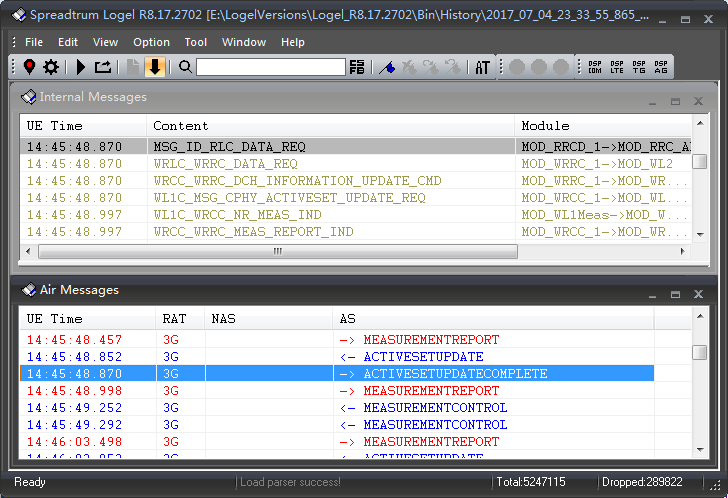 Spreadtrum Logel R8.17.2702 [E:\LogelVersions\Logel_R8.17.2702\Bin\History\2017_07_04_23_33_55_865_...
File Edit View Option Tool Window Help
ES FB AT DSP COM DSP LTE DSP TG DSP AG
Internal Messages
UE Time Content Module
14:45:48.870 MSG_ID_RLC_DATA_REQ MOD_RRCD_1->MOD_RRC_A
14:45:48.870 WRLC_WRRC_DATA_REQ MOD_WRRC_1->MOD_WL2
14:45:48.870 WRCC_WRRC_DCH_INFORMATION_UPDATE_CMD MOD_WRCC_1->MOD_WR...
14:45:48.870 WL1C_MSG_CPHY_ACTIVESET_UPDATE_REQ MOD_WRCC_1->MOD_WL...
14:45:48.997 WL1C_WRCC_NR_MEAS_IND MOD_WL1Meas->MOD_W...
14:45:48.997 WRCC_WRRC_MEAS_REPORT_IND MOD_WRCC_1->MOD_WR...
Air Messages
UE Time RAT NAS AS
14:45:48.457 3G -> MEASUREMENTREPORT
14:45:48.852 3G <- ACTIVESETUPDATE
14:45:48.870 3G -> ACTIVESETUPDATECOMPLETE
14:45:48.998 3G -> MEASUREMENTREPORT
14:45:49.252 3G <- MEASUREMENTCONTROL
14:45:49.292 3G <- MEASUREMENTCONTROL
14:46:03.498 3G -> MEASUREMENTREPORT
3G <- ACTIVESETUPDATE
Ready Load parser success! Total:5247115 Dropped:289822